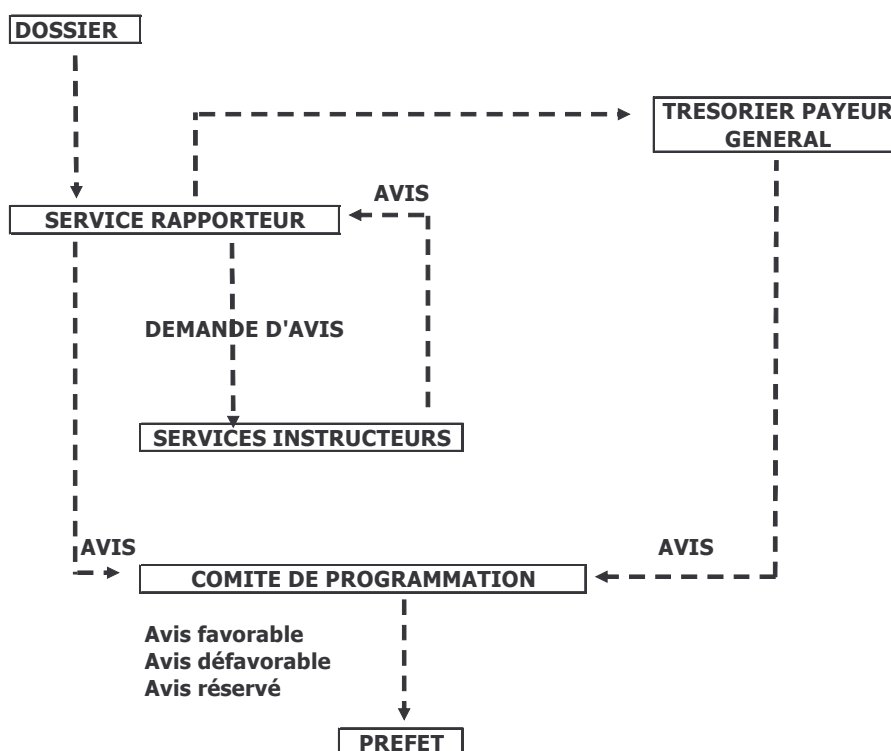 DOSSIER
TRESORIER PAYEUR
GENERAL
AVIS
SERVICE RAPPORTEUR
DEMANDE D'AVIS
SERVICES INSTRUCTEURS
AVIS
AVIS
COMITE DE PROGRAMMATION
Avis favorable
Avis défavorable
Avis réservé
PREFET